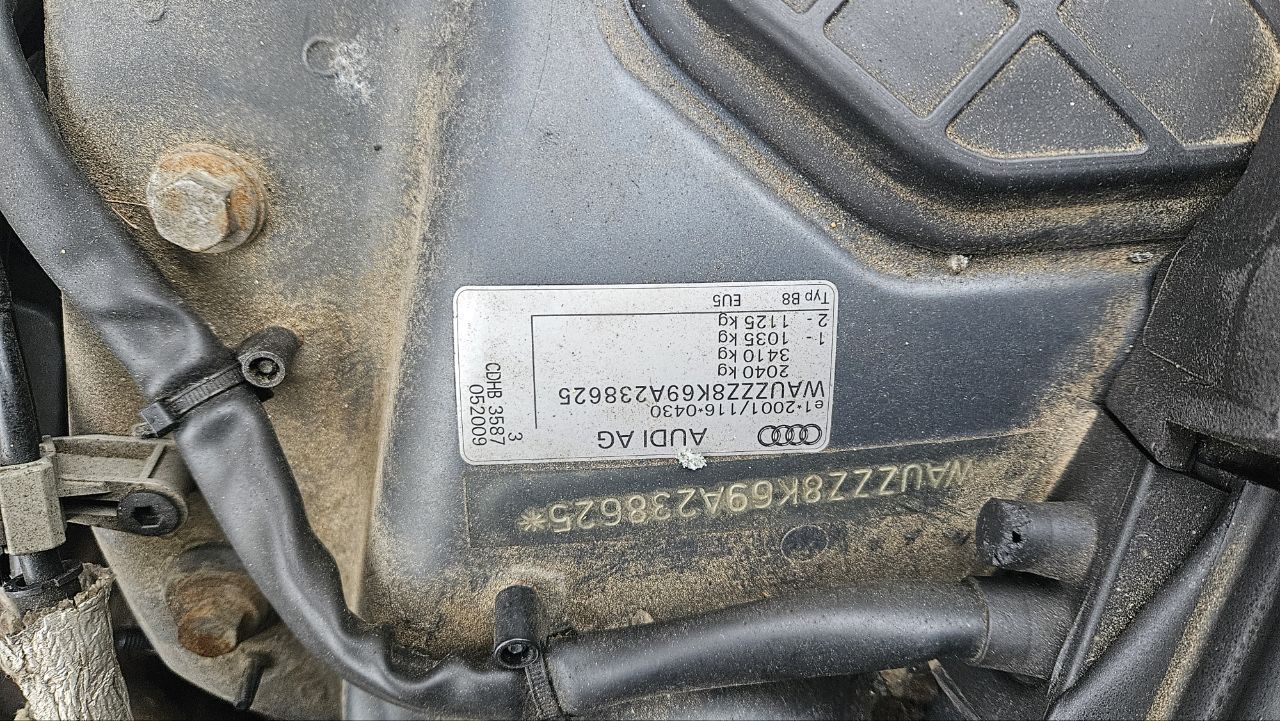 WAUZZZ8K69A238625*
AUDI AG
e1*2001/116*0430
WAUZZZ8K69A238625
2040 kg
3410 kg
1 - 1035 kg
2 - 1125 kg
Typ B8 EU5
3
052009
CDHB 3587